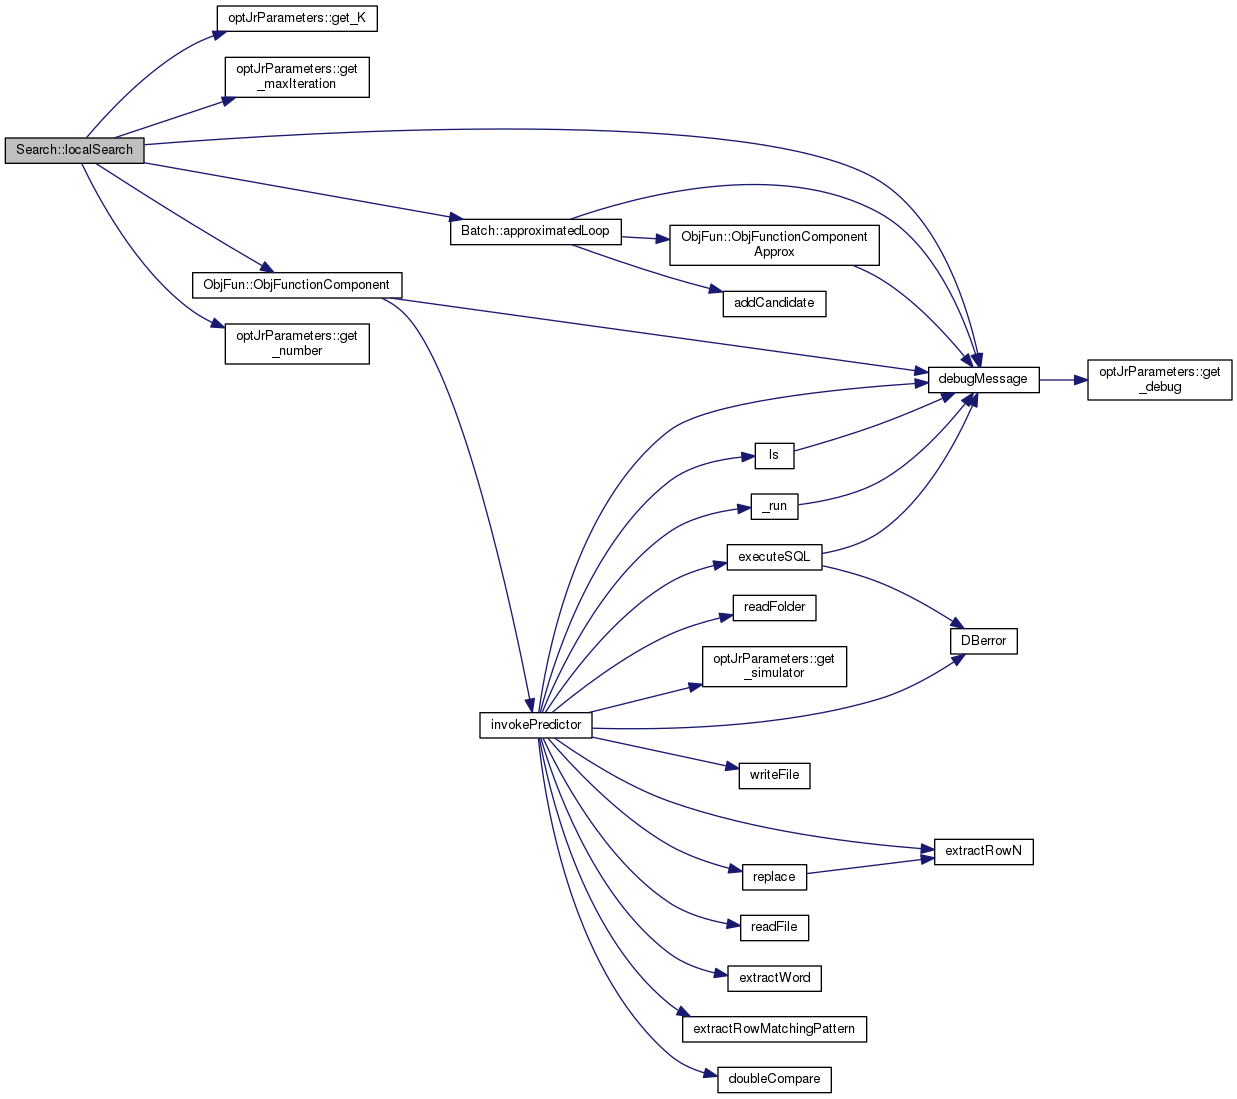 optJrParameters::get_K
optJrParameters::get
_maxIteration
Search::localSearch
Batch::approximatedLoop
ObjFun::ObjFunctionComponent
Approx
ObjFun::ObjFunctionComponent
addCandidate
optJrParameters::get
_number
debugMessage
optJrParameters::get
_debug
ls
_run
executeSQL
readFolder
DBerror
optJrParameters::get
_simulator
invokePredictor
writeFile
extractRowN
replace
readFile
extractWord
extractRowMatchingPattern
doubleCompare